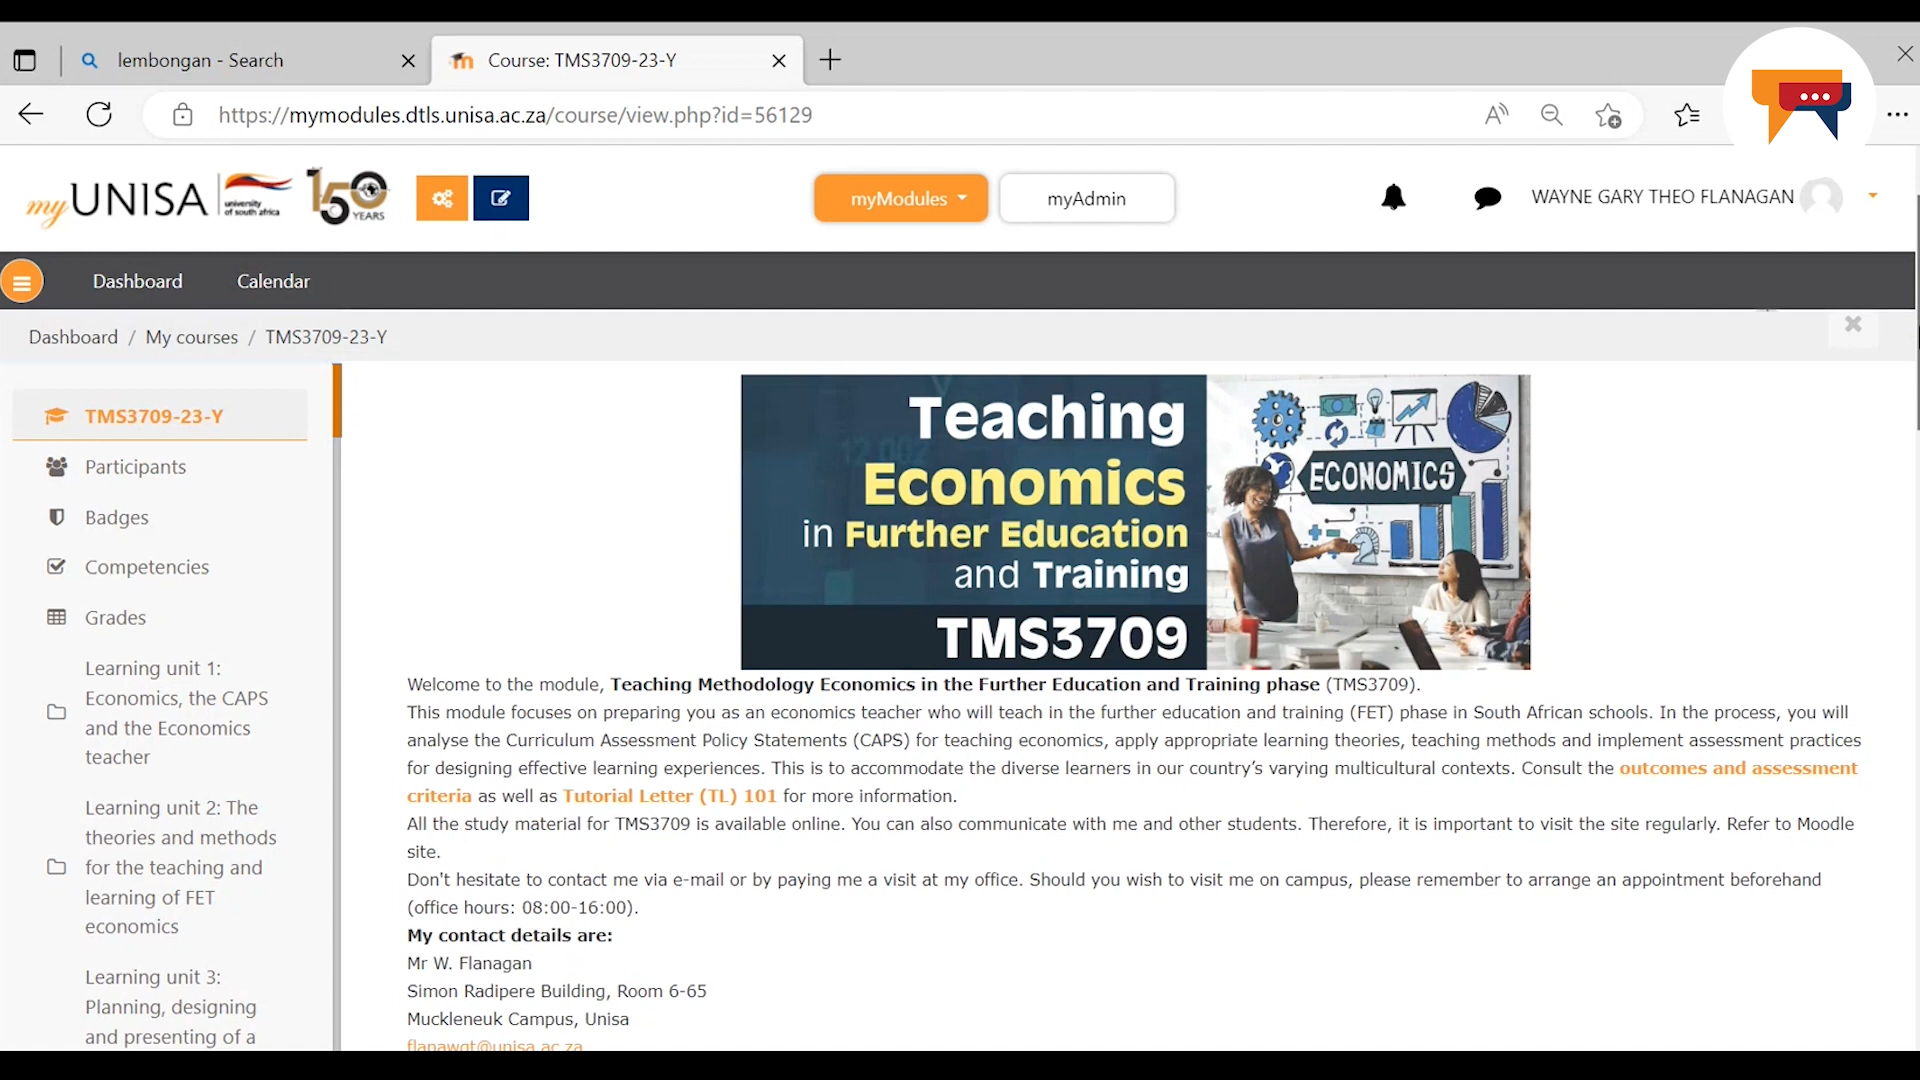 lembongan - Search
Course: TMS3709-23-Y
https://mymodules.dtls.unisa.ac.za/course/view.php?id=56129
myUNISA
university
of south africa
150
YEARS
myModules
myAdmin
WAYNE GARY THEO FLANAGAN
Dashboard
Calendar
Dashboard / My courses / TMS3709-23-Y
TMS3709-23-Y
Participants
Badges
Competencies
Grades
Learning unit 1:
Economics, the CAPS
and the Economics
teacher
Learning unit 2: The
theories and methods
for the teaching and
learning of FET
economics
Learning unit 3:
Planning, designing
and presenting of a
Teaching
Economics
in Further Education
and Training
TMS3709
ECONOMICS
Welcome to the module, Teaching Methodology Economics in the Further Education and Training phase (TMS3709).
This module focuses on preparing you as an economics teacher who will teach in the further education and training (FET) phase in South African schools. In the process, you will
analyse the Curriculum Assessment Policy Statements (CAPS) for teaching economics, apply appropriate learning theories, teaching methods and implement assessment practices
for designing effective learning experiences. This is to accommodate the diverse learners in our country's varying multicultural contexts. Consult the outcomes and assessment
criteria as well as Tutorial Letter (TL) 101 for more information.
All the study material for TMS3709 is available online. You can also communicate with me and other students. Therefore, it is important to visit the site regularly. Refer to Moodle
site.
Don't hesitate to contact me via e-mail or by paying me a visit at my office. Should you wish to visit me on campus, please remember to arrange an appointment beforehand
(office hours: 08:00-16:00).
My contact details are:
Mr W. Flanagan
Simon Radipere Building, Room 6-65
Muckleneuk Campus, Unisa
flanawgt@unisa.ac.za